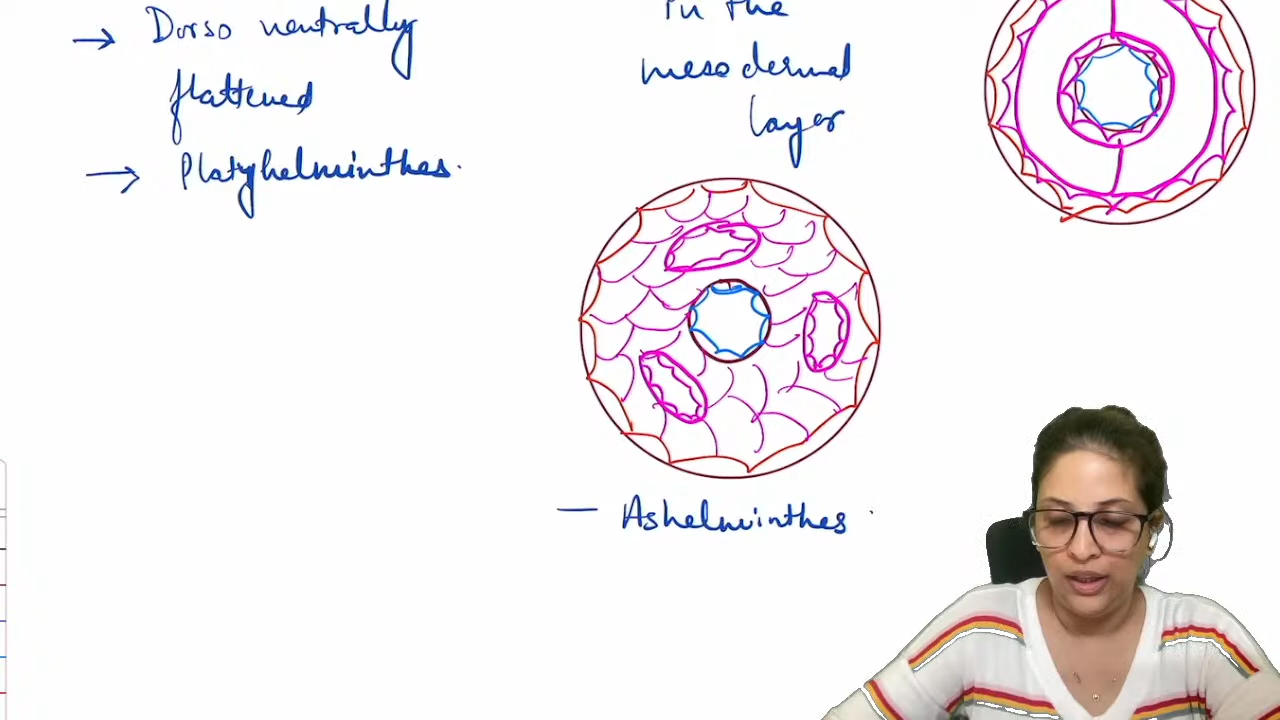 → Dorso ventrally
flattened
→ Platyhelminthes.
in the
mesodermal
layer
— Ashelminthes